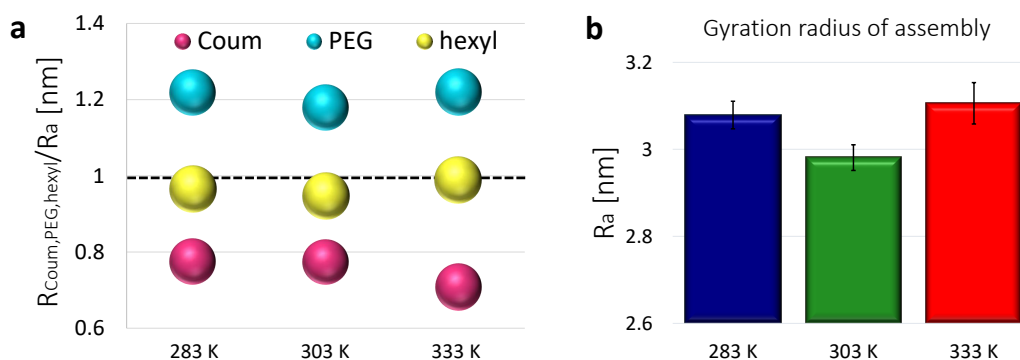 a
Coum PEG hexyl
RCoum,PEG,hexyl/Ra [nm]
1.4
1.2
1
0.8
0.6
283 K 303 K 333 K
b
Gyration radius of assembly
Ra [nm]
3.2
3
2.8
2.6
283 K 303 K 333 K